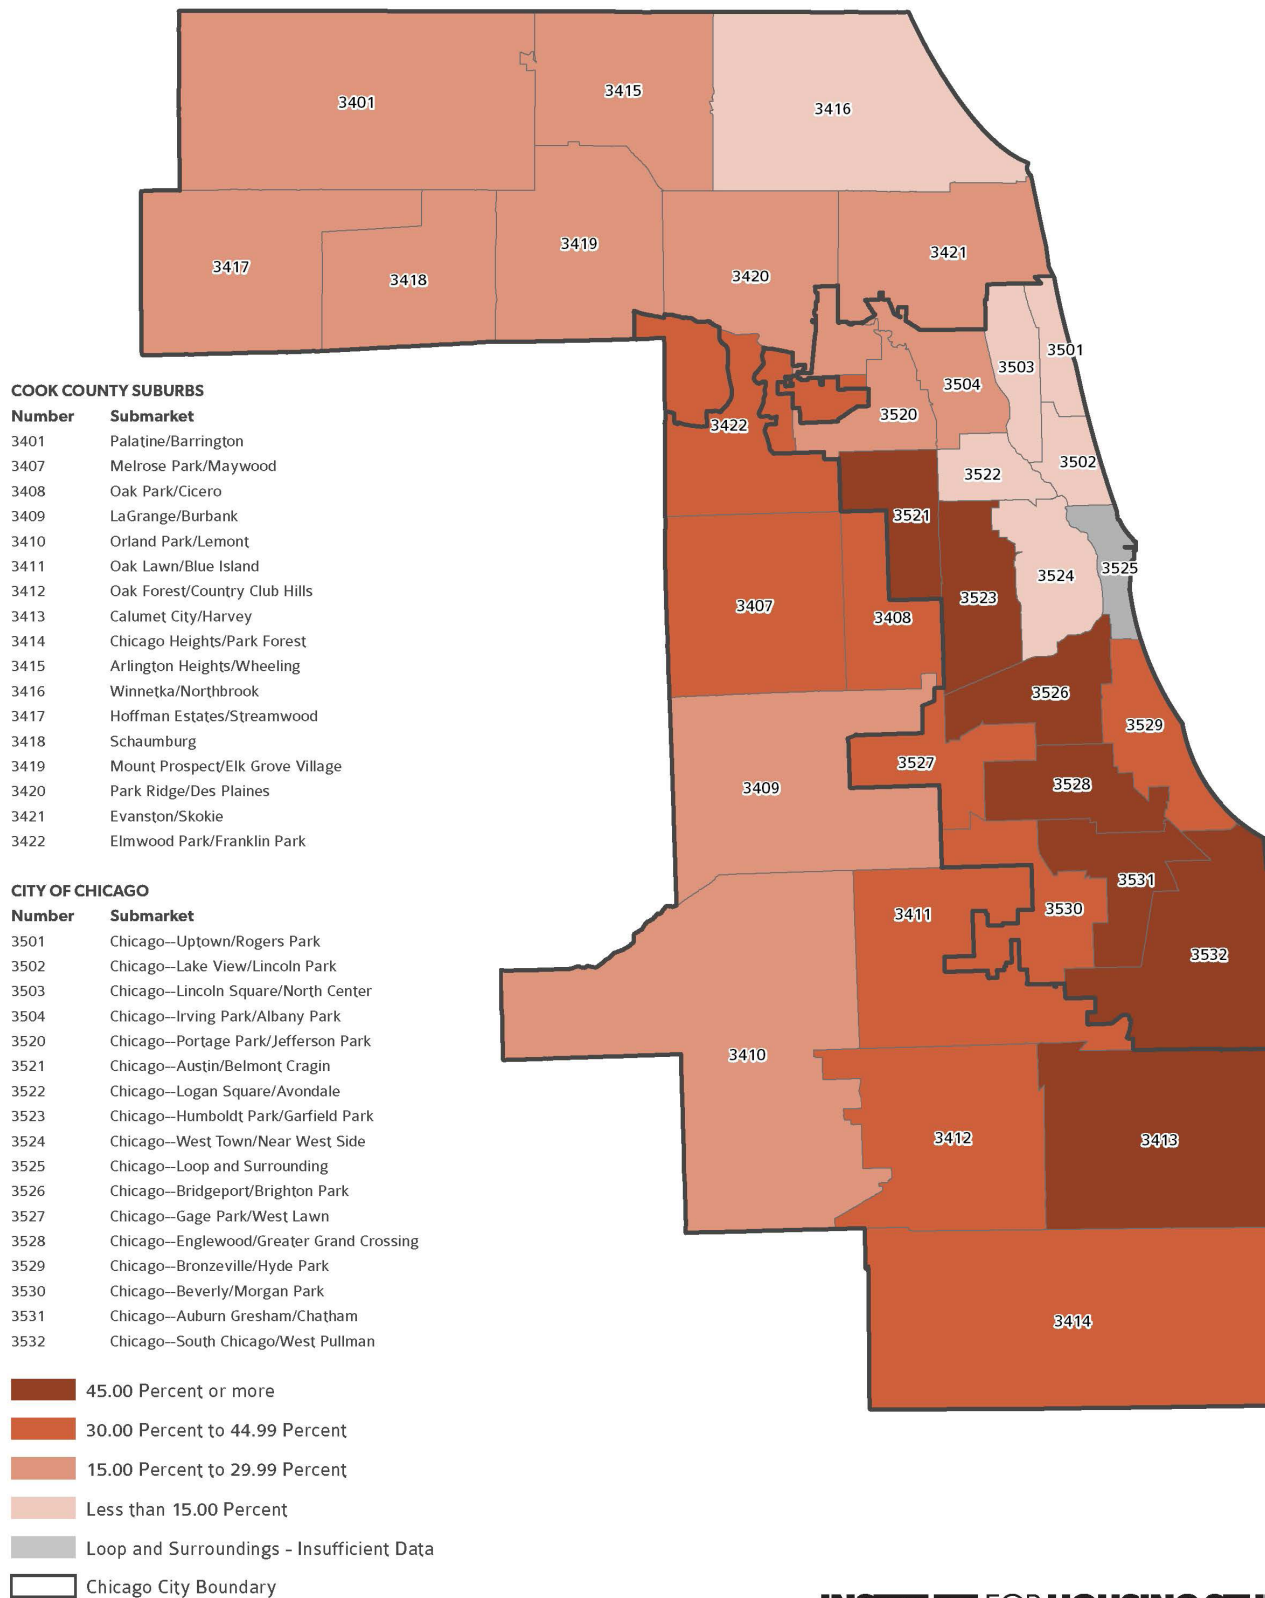 3401
3415
3416
3417
3418
3419
3420
3421
3501
3503
3504
3520
3422
3502
3522
3521
3525
3524
3523
3407
3408
3526
3529
3527
3409
3528
3531
3530
3411
3532
3410
3412
3413
3414
COOK COUNTY SUBURBS
Number Submarket
3401 Palatine/Barrington
3407 Melrose Park/Maywood
3408 Oak Park/Cicero
3409 LaGrange/Burbank
3410 Orland Park/Lemont
3411 Oak Lawn/Blue Island
3412 Oak Forest/Country Club Hills
3413 Calumet City/Harvey
3414 Chicago Heights/Park Forest
3415 Arlington Heights/Wheeling
3416 Winnetka/Northbrook
3417 Hoffman Estates/Streamwood
3418 Schaumburg
3419 Mount Prospect/Elk Grove Village
3420 Park Ridge/Des Plaines
3421 Evanston/Skokie
3422 Elmwood Park/Franklin Park
CITY OF CHICAGO
Number Submarket
3501 Chicago--Uptown/Rogers Park
3502 Chicago--Lake View/Lincoln Park
3503 Chicago--Lincoln Square/North Center
3504 Chicago--Irving Park/Albany Park
3520 Chicago--Portage Park/Jefferson Park
3521 Chicago--Austin/Belmont Cragin
3522 Chicago--Logan Square/Avondale
3523 Chicago--Humboldt Park/Garfield Park
3524 Chicago--West Town/Near West Side
3525 Chicago--Loop and Surrounding
3526 Chicago--Bridgeport/Brighton Park
3527 Chicago--Gage Park/West Lawn
3528 Chicago--Englewood/Greater Grand Crossing
3529 Chicago--Bronzeville/Hyde Park
3530 Chicago--Beverly/Morgan Park
3531 Chicago--Auburn Gresham/Chatham
3532 Chicago--South Chicago/West Pullman
45.00 Percent or more
30.00 Percent to 44.99 Percent
15.00 Percent to 29.99 Percent
Less than 15.00 Percent
Loop and Surroundings - Insufficient Data
Chicago City Boundary